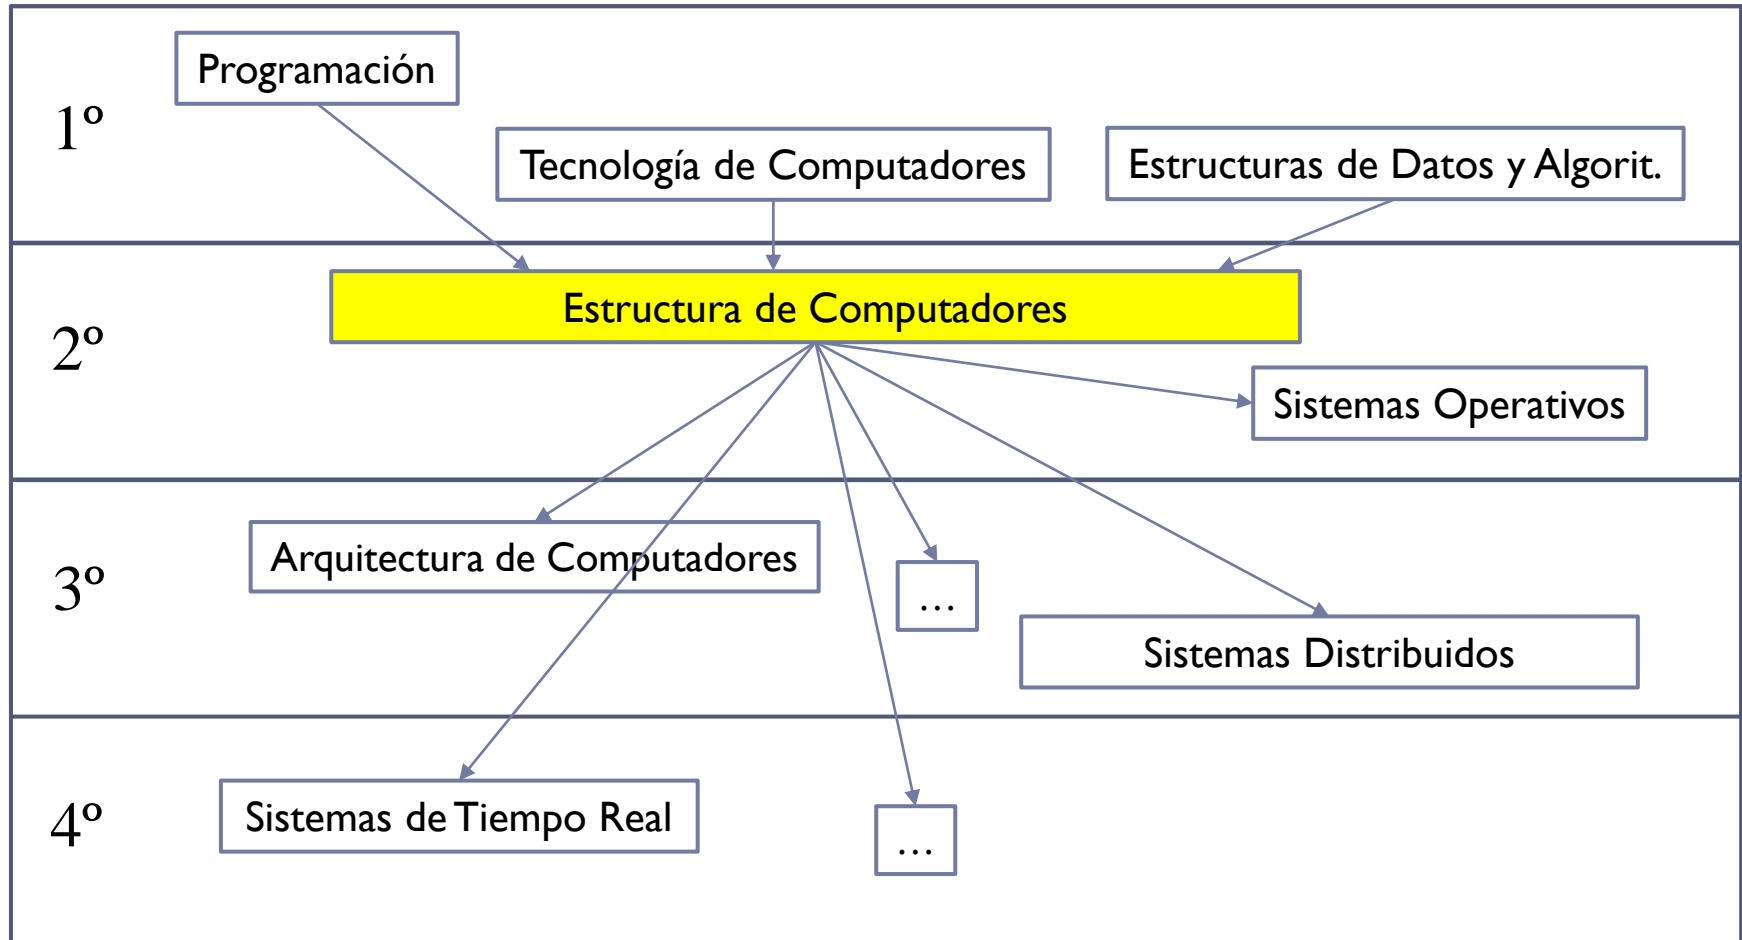 1º
Programación
Tecnología de Computadores
Estructuras de Datos y Algorit.
2º
Estructura de Computadores
Sistemas Operativos
3º
Arquitectura de Computadores
...
Sistemas Distribuidos
4º
Sistemas de Tiempo Real
...